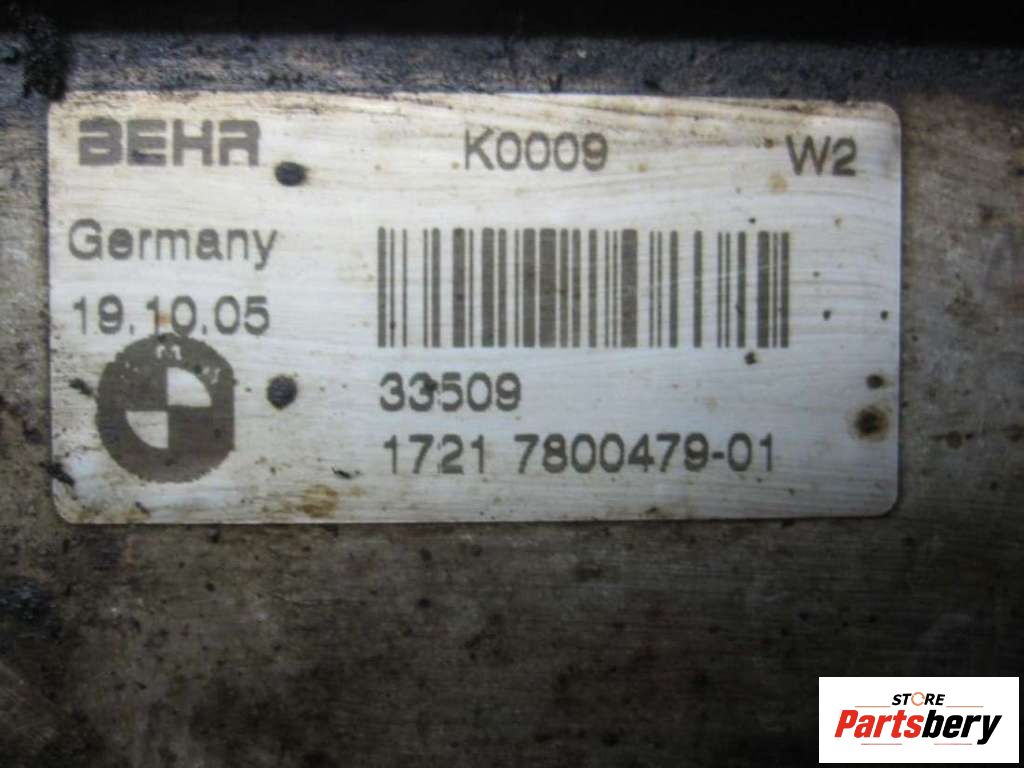 BEHR K0009 W2
Germany
19.10.05
33509
1721 7800479-01
STORE
Partsbery